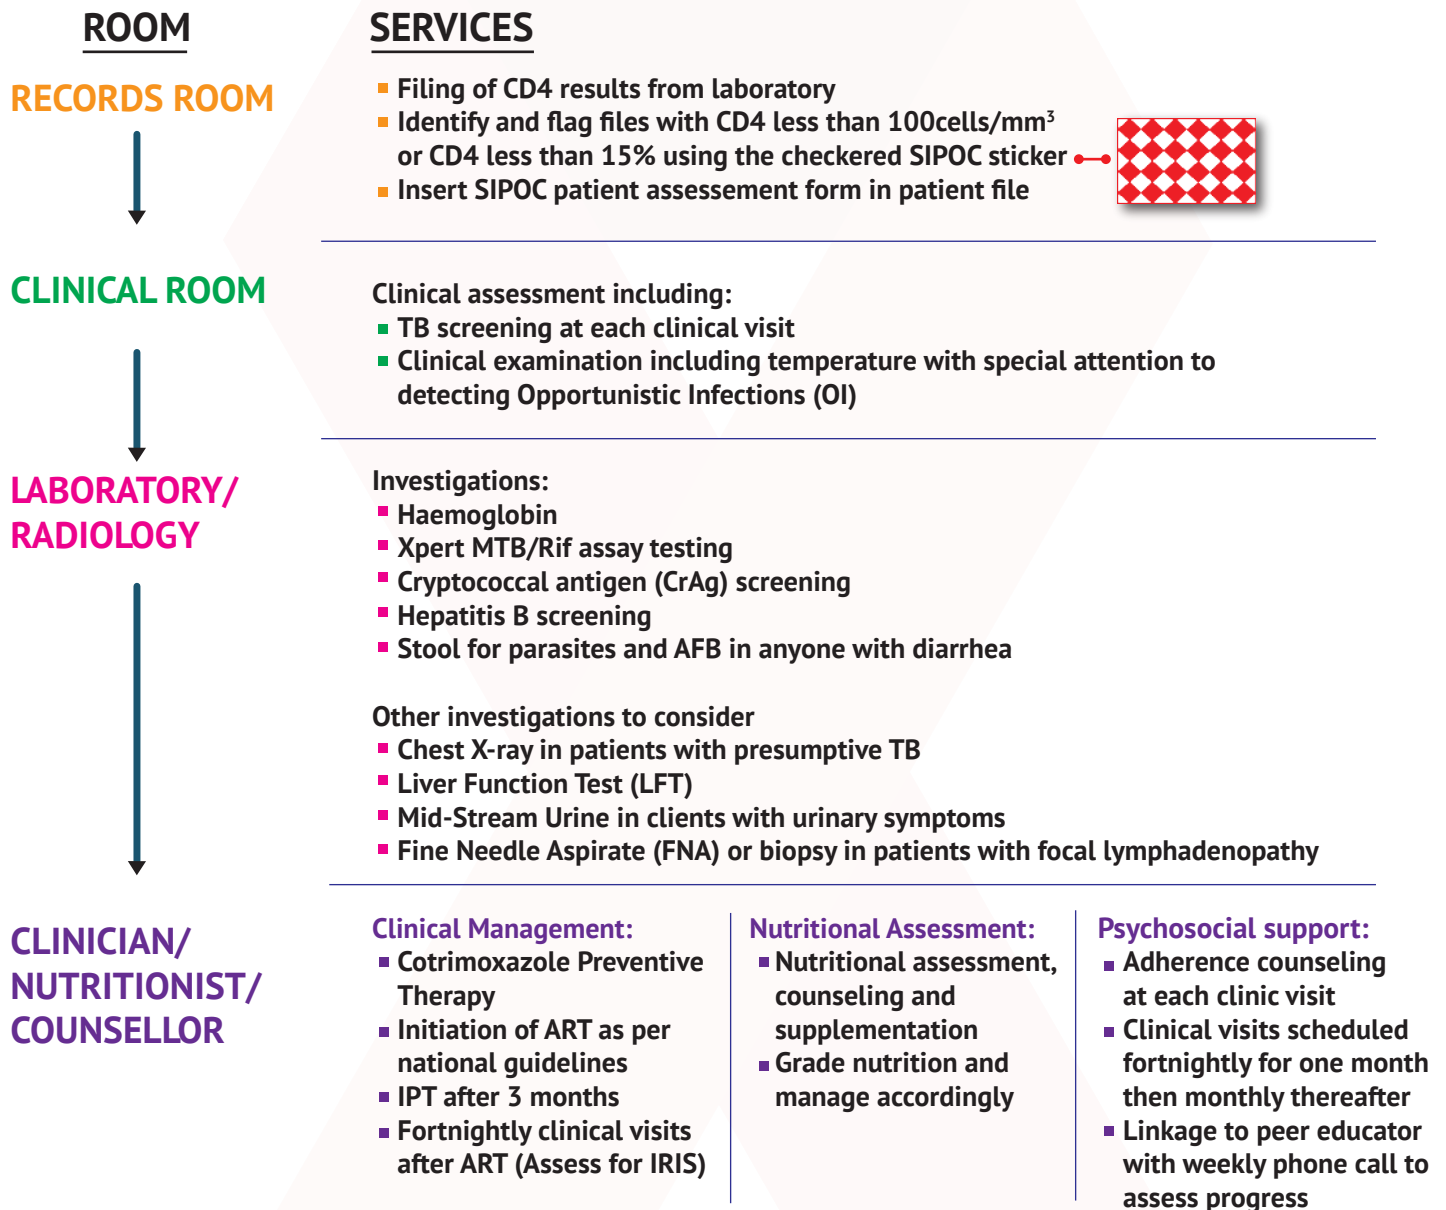 ROOM
SERVICES
RECORDS ROOM
Filing of CD4 results from laboratory
Identify and flag files with CD4 less than 100cells/mm³
or CD4 less than 15% using the checkered SIPOC sticker
Insert SIPOC patient assessement form in patient file
CLINICAL ROOM
Clinical assessment including:
TB screening at each clinical visit
Clinical examination including temperature with special attention to
detecting Opportunistic Infections (OI)
LABORATORY/
RADIOLOGY
Investigations:
Haemoglobin
Xpert MTB/Rif assay testing
Cryptococcal antigen (CrAg) screening
Hepatitis B screening
Stool for parasites and AFB in anyone with diarrhea
Other investigations to consider
Chest X-ray in patients with presumptive TB
Liver Function Test (LFT)
Mid-Stream Urine in clients with urinary symptoms
Fine Needle Aspirate (FNA) or biopsy in patients with focal lymphadenopathy
CLINICIAN/
NUTRITIONIST/
COUNSELLOR
Clinical Management:
Cotrimoxazole Preventive
Therapy
Initiation of ART as per
national guidelines
IPT after 3 months
Fortnightly clinical visits
after ART (Assess for IRIS)
Nutritional Assessment:
Nutritional assessment,
counseling and
supplementation
Grade nutrition and
manage accordingly
Psychosocial support:
Adherence counseling
at each clinic visit
Clinical visits scheduled
fortnightly for one month
then monthly thereafter
Linkage to peer educator
with weekly phone call to
assess progress